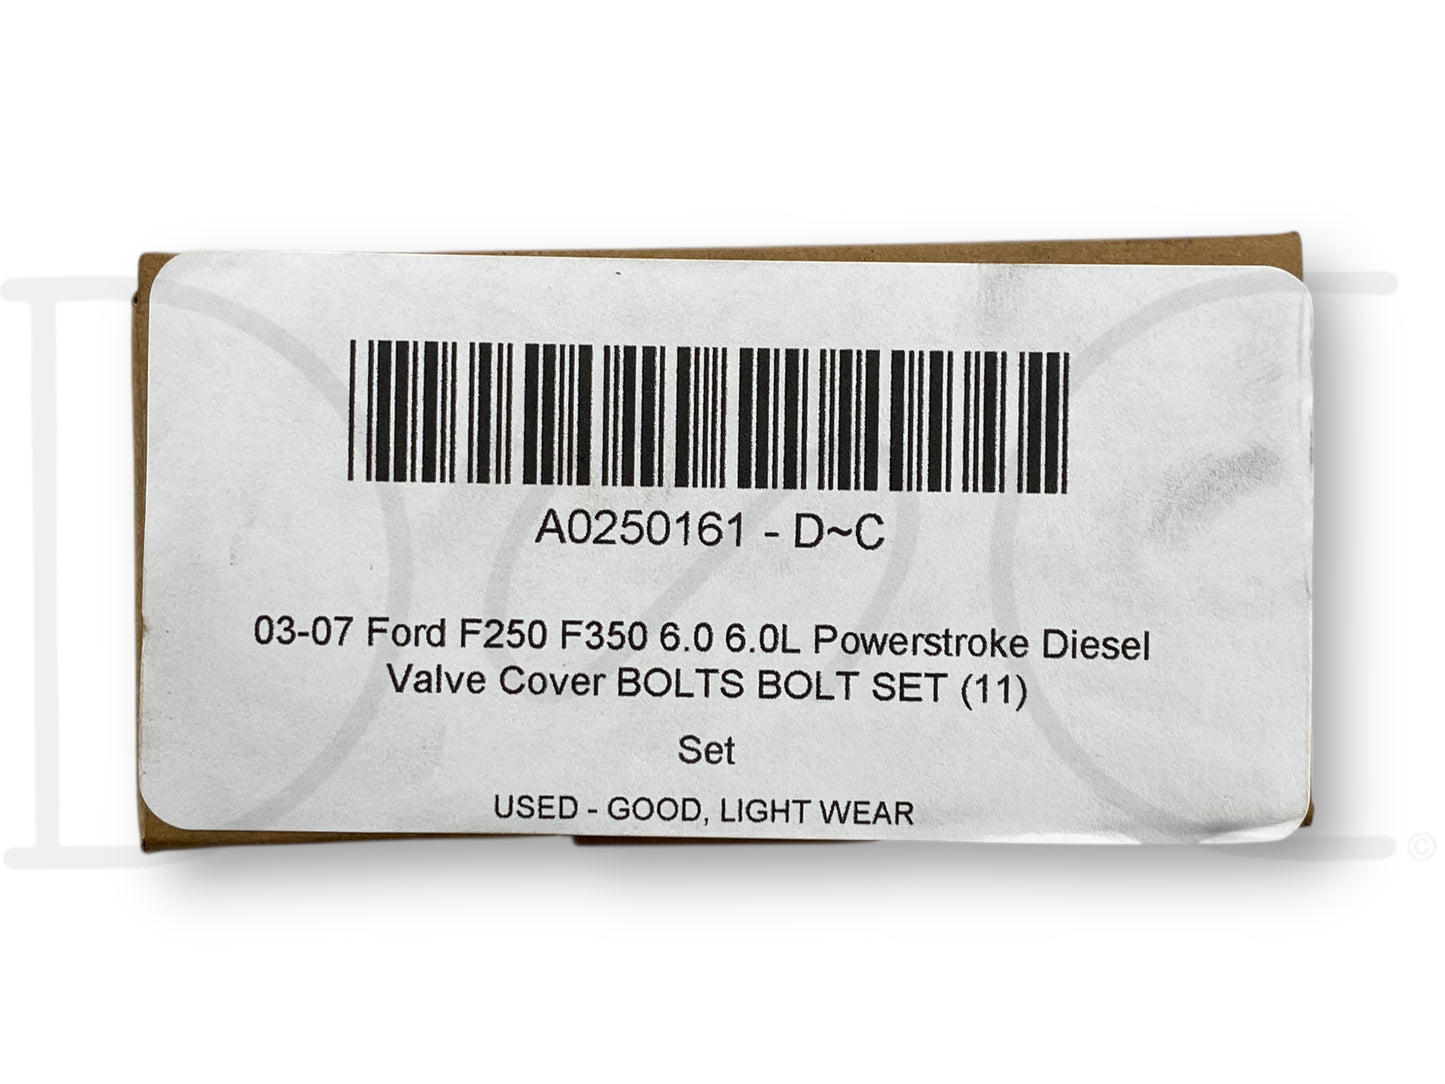 A0250161 - D~C
03-07 Ford F250 F350 6.0 6.0L Powerstroke Diesel
Valve Cover BOLTS BOLT SET (11)
Set
USED - GOOD, LIGHT WEAR
©